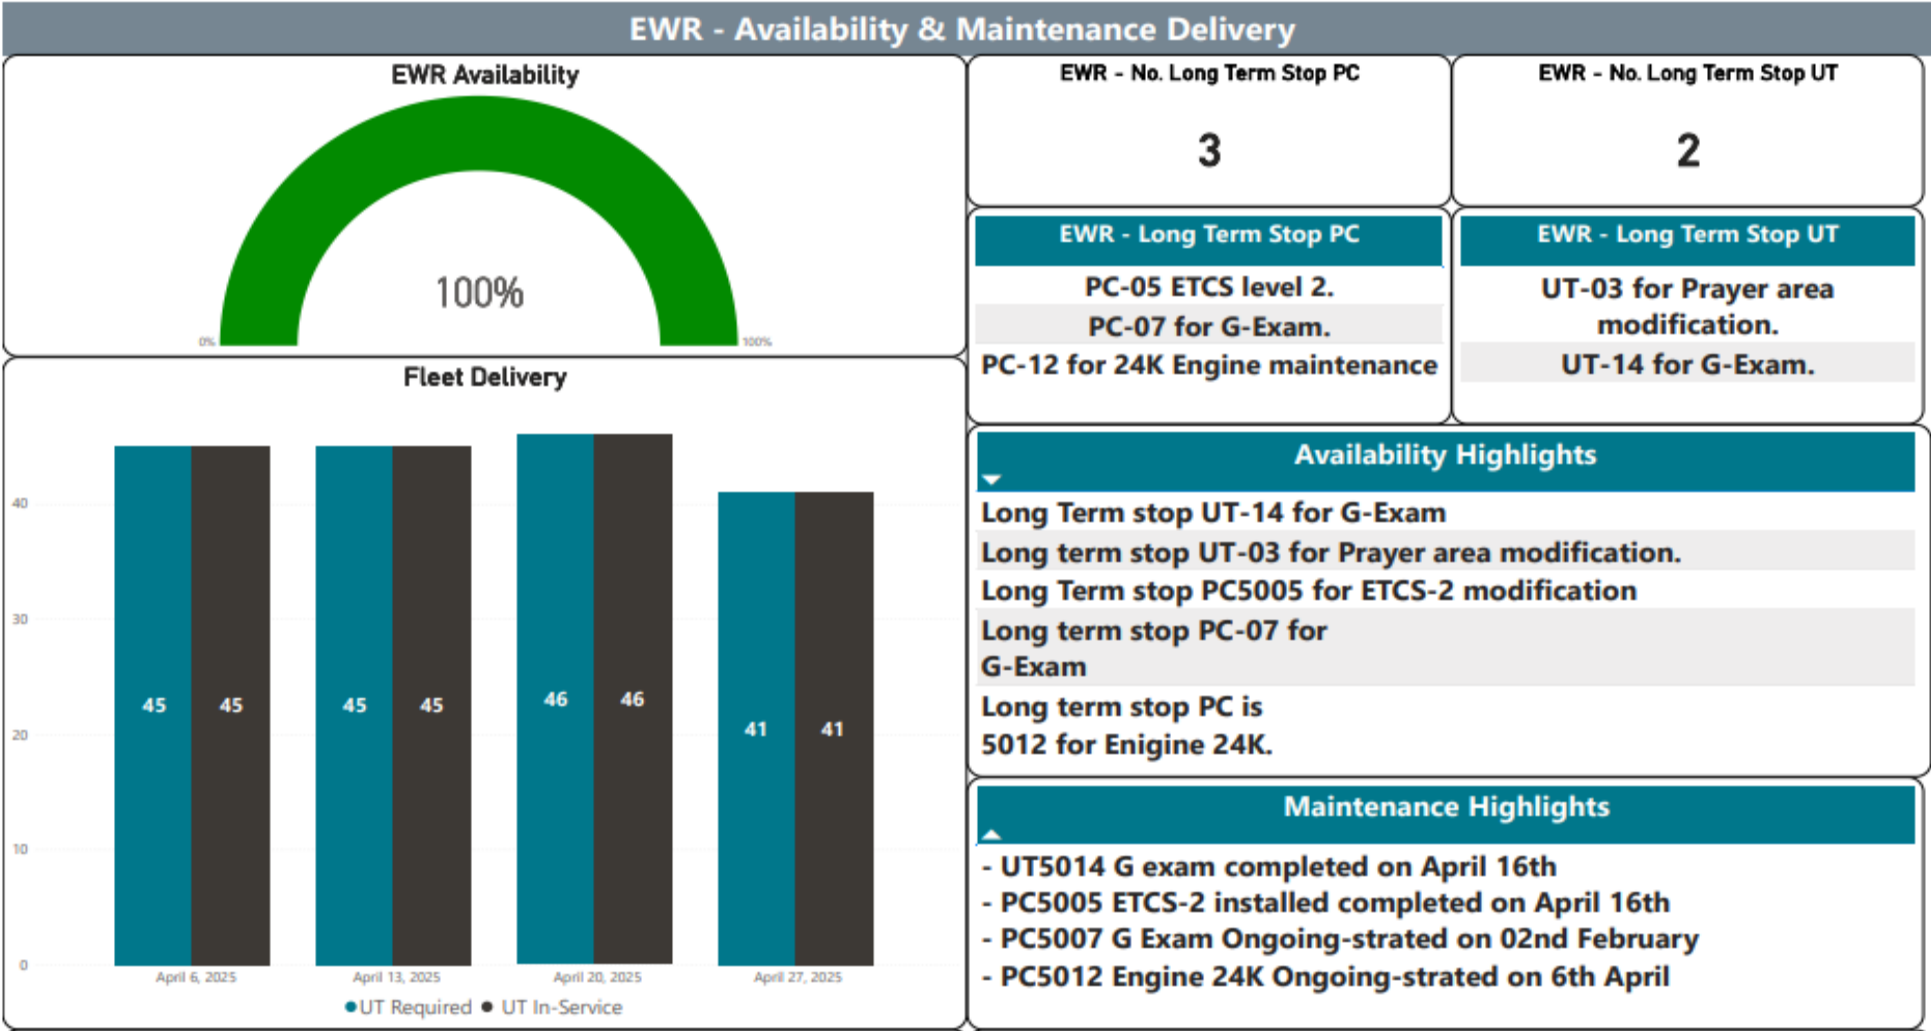 EWR - Availability & Maintenance Delivery
EWR Availability
100%
0%
100%
EWR - No. Long Term Stop PC
3
EWR - No. Long Term Stop UT
2
EWR - Long Term Stop PC
PC-05 ETCS level 2.
PC-07 for G-Exam.
PC-12 for 24K Engine maintenance
EWR - Long Term Stop UT
UT-03 for Prayer area
modification.
UT-14 for G-Exam.
Fleet Delivery
40
30
20
10
0
45
45
45
45
46
46
41
41
April 6, 2025
April 13, 2025
April 20, 2025
April 27, 2025
UT Required
UT In-Service
Availability Highlights
Long Term stop UT-14 for G-Exam
Long term stop UT-03 for Prayer area modification.
Long Term stop PC5005 for ETCS-2 modification
Long term stop PC-07 for
G-Exam
Long term stop PC is
5012 for Enigine 24K.
Maintenance Highlights
- UT5014 G exam completed on April 16th
- PC5005 ETCS-2 installed completed on April 16th
- PC5007 G Exam Ongoing-strated on 02nd February
- PC5012 Engine 24K Ongoing-strated on 6th April